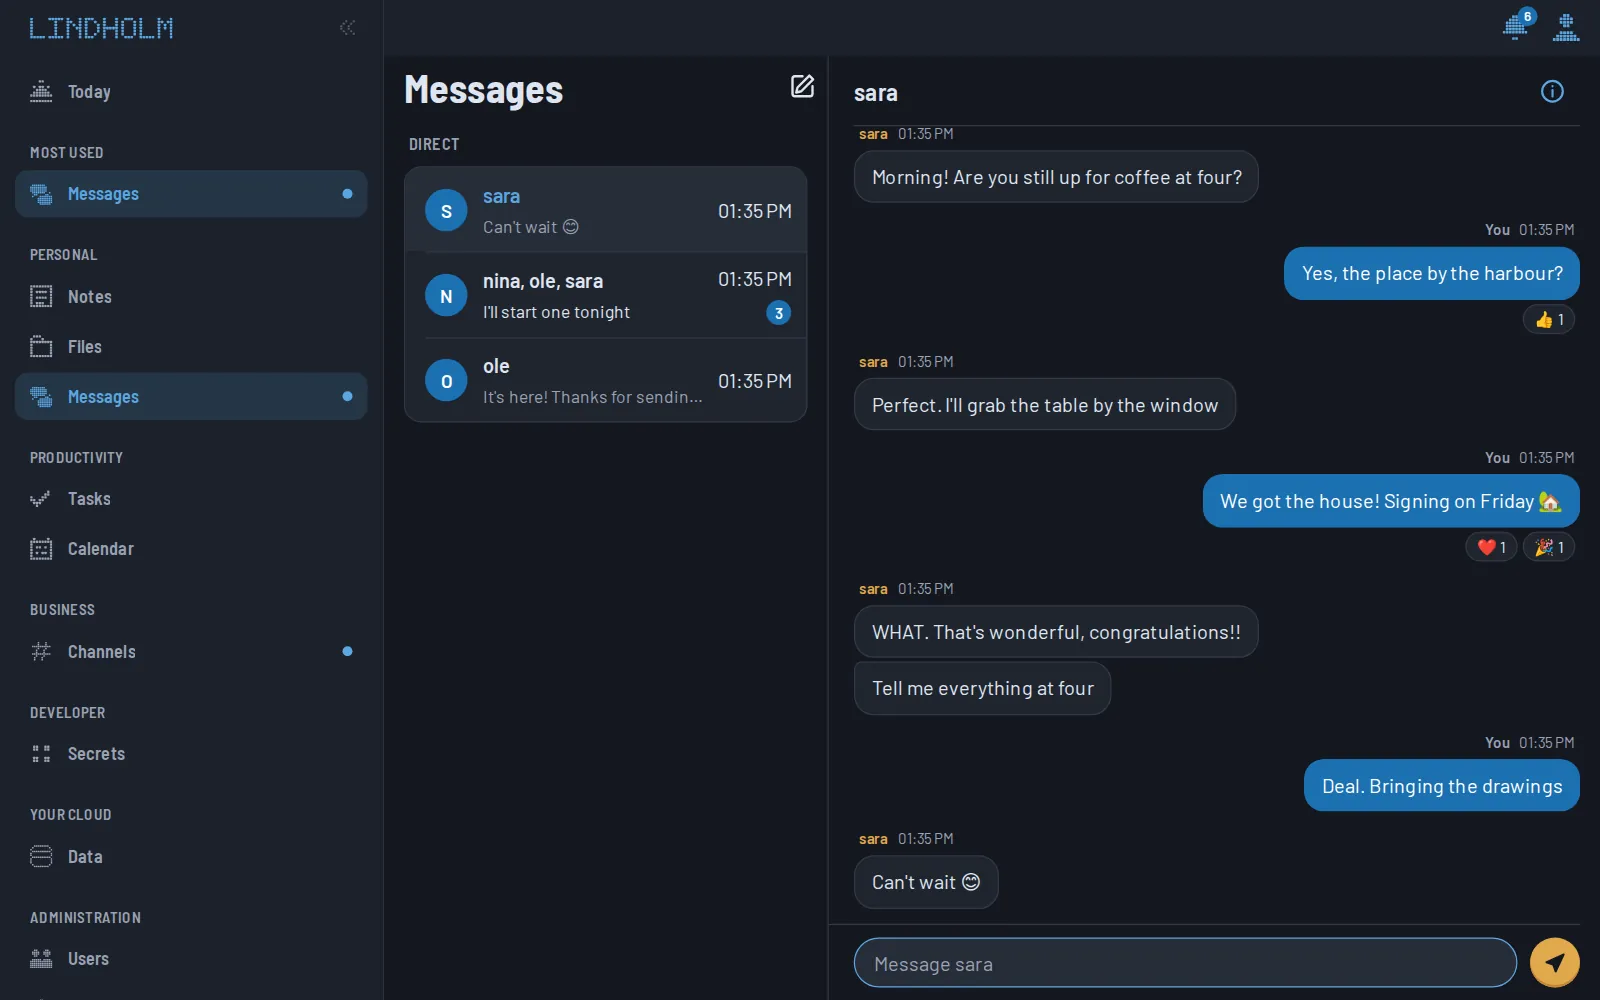 LINDHOLM
Today
MOST USED
Messages
PERSONAL
Notes
Files
Messages
PRODUCTIVITY
Tasks
Calendar
BUSINESS
Channels
DEVELOPER
Secrets
YOUR CLOUD
Data
ADMINISTRATION
Users
6
Messages
DIRECT
S
sara
Can't wait 😊
01:35 PM
N
nina, ole, sara
I'll start one tonight
01:35 PM
3
O
ole
It's here! Thanks for sendin...
01:35 PM
sara
sara 01:35 PM
Morning! Are you still up for coffee at four?
You 01:35 PM
Yes, the place by the harbour?
👍 1
sara 01:35 PM
Perfect. I'll grab the table by the window
You 01:35 PM
We got the house! Signing on Friday 🏡
❤️ 1 🎉 1
sara 01:35 PM
WHAT. That's wonderful, congratulations!!
Tell me everything at four
You 01:35 PM
Deal. Bringing the drawings
sara 01:35 PM
Can't wait 😊
Message sara